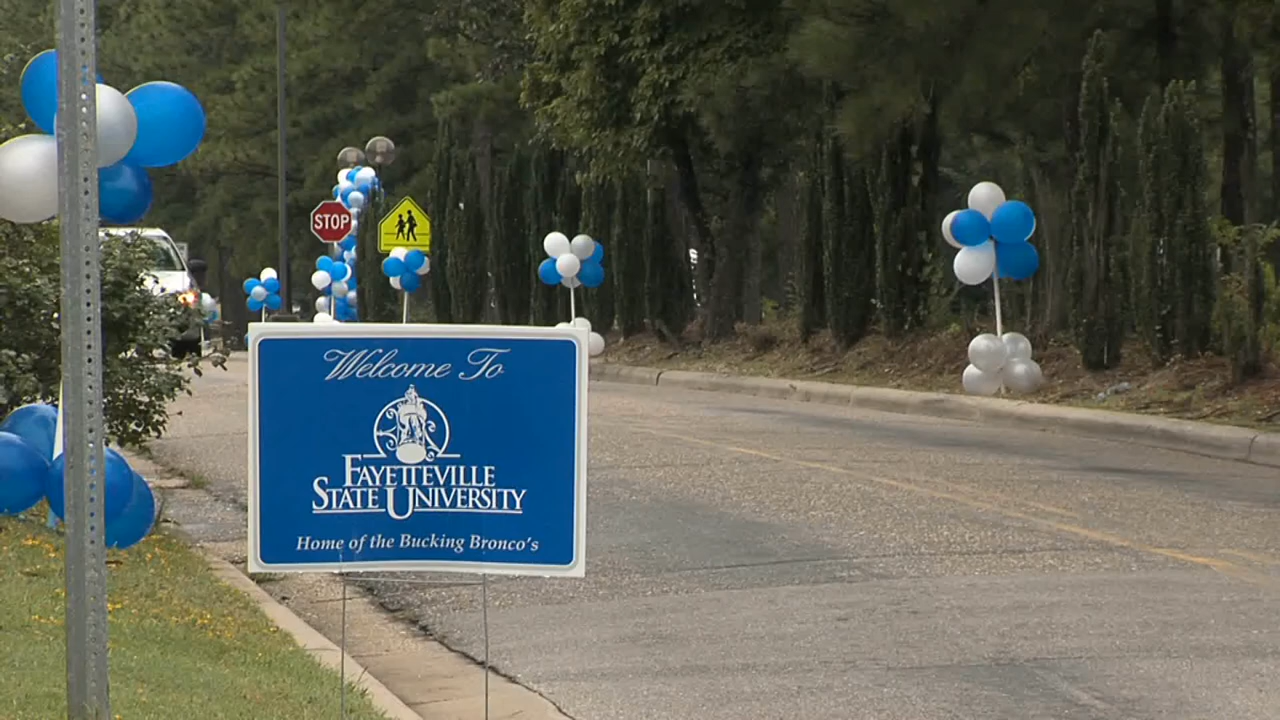 STOP
Welcome To
FAYETTEVILLE
STATE UNIVERSITY
Home of the Bucking Bronco's